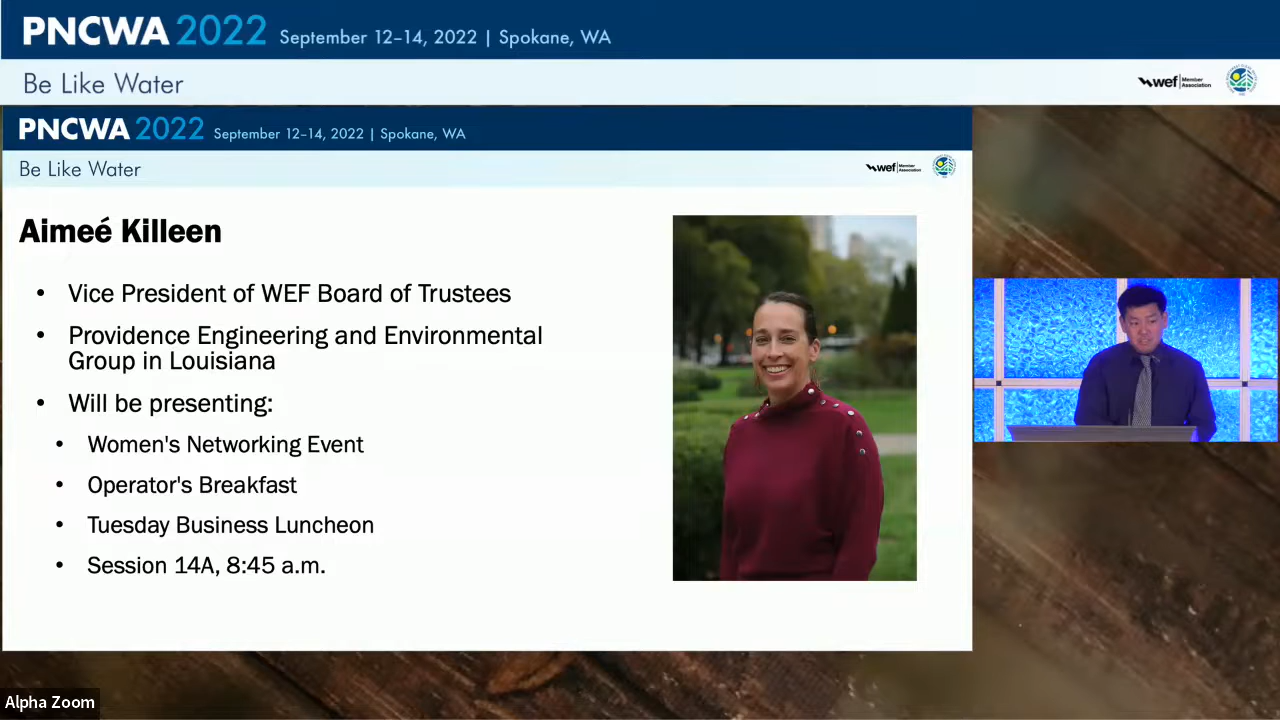 PNCWA 2022 September 12–14, 2022 | Spokane, WA
Be Like Water
wef Member Association
PNCWA 2022 September 12–14, 2022 | Spokane, WA
Be Like Water
wef Member Association
Aimeé Killeen
• Vice President of WEF Board of Trustees
• Providence Engineering and Environmental
Group in Louisiana
• Will be presenting:
• Women's Networking Event
• Operator's Breakfast
• Tuesday Business Luncheon
• Session 14A, 8:45 a.m.
Alpha Zoom